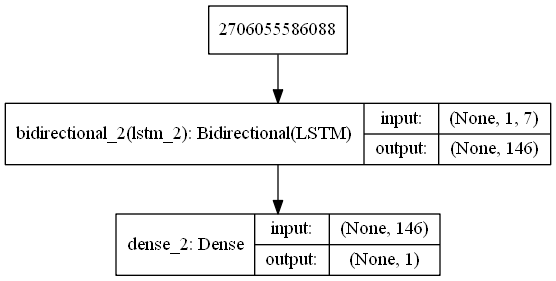 2706055586088
bidirectional_2(lstm_2): Bidirectional(LSTM)
input:
(None, 1, 7)
output:
(None, 146)
dense_2: Dense
input:
(None, 146)
output:
(None, 1)